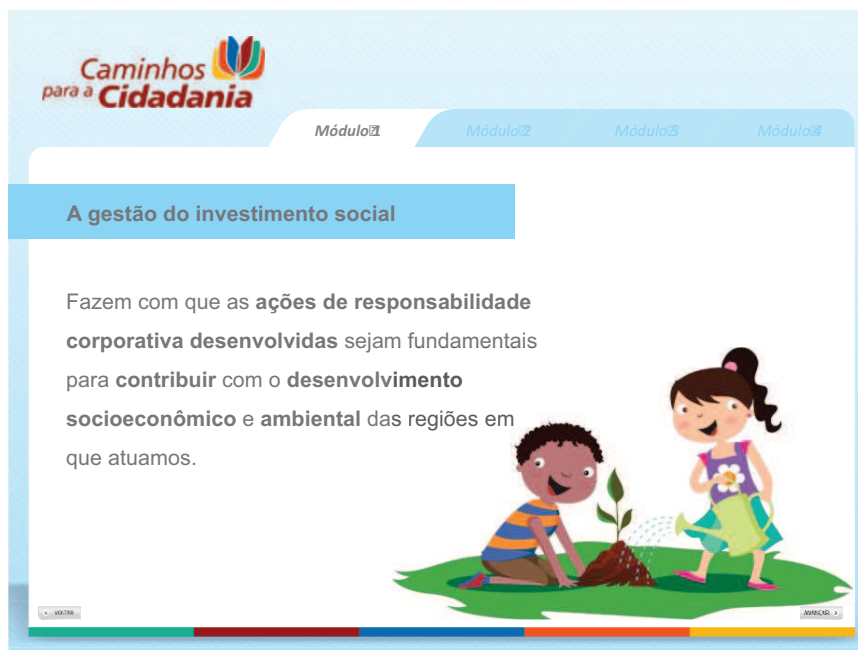 Caminhos
para a Cidadania
Módulo 1
Módulo 2
Módulo 3
Módulo 4
A gestão do investimento social
Fazem com que as ações de responsabilidade
corporativa desenvolvidas sejam fundamentais
para contribuir com o desenvolvimento
socioeconômico e ambiental das regiões em
que atuamos.
VOLTAR
AVANÇAR